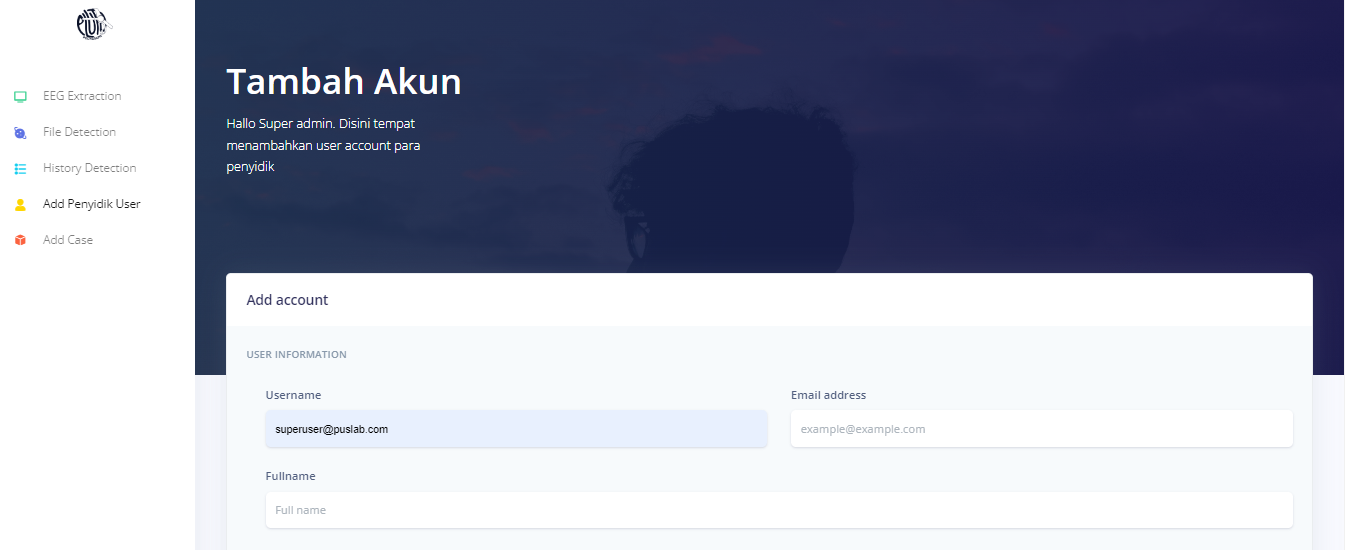 EEG Extraction
File Detection
History Detection
Add Penyidik User
Add Case
Tambah Akun
Hallo Super admin. Disini tempat
menambahkan user account para
penyidik
Add account
USER INFORMATION
Username
Email address
superuser@puslab.com
example@example.com
Fullname
Full name